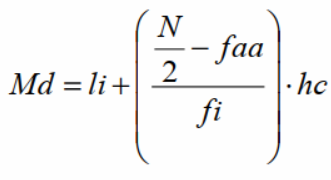 Md = li + ( ( N/2 − faa ) / fi ) · hc